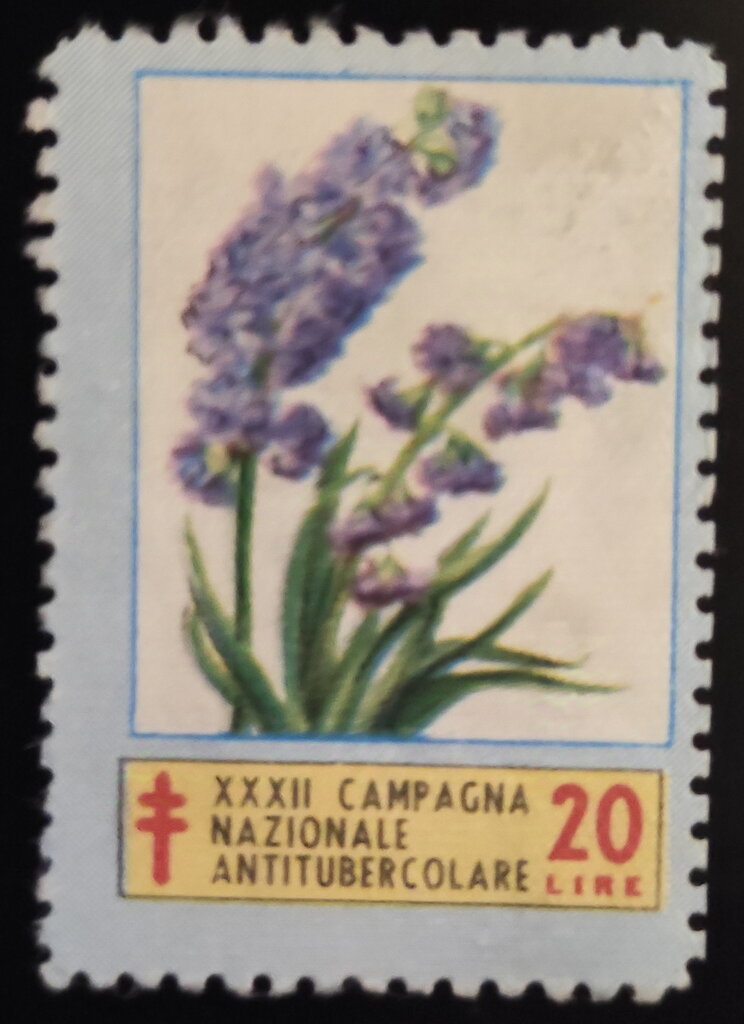 XXXII CAMPAGNA
NAZIONALE
ANTITUBERCOLARE
20
LIRE